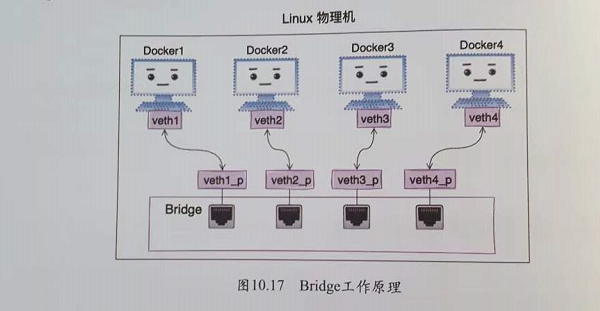 Linux 物理机
Docker1 Docker2 Docker3 Docker4
veth1 veth2 veth3 veth4
veth1_p veth2_p veth3_p veth4_p
Bridge
图10.17 Bridge工作原理